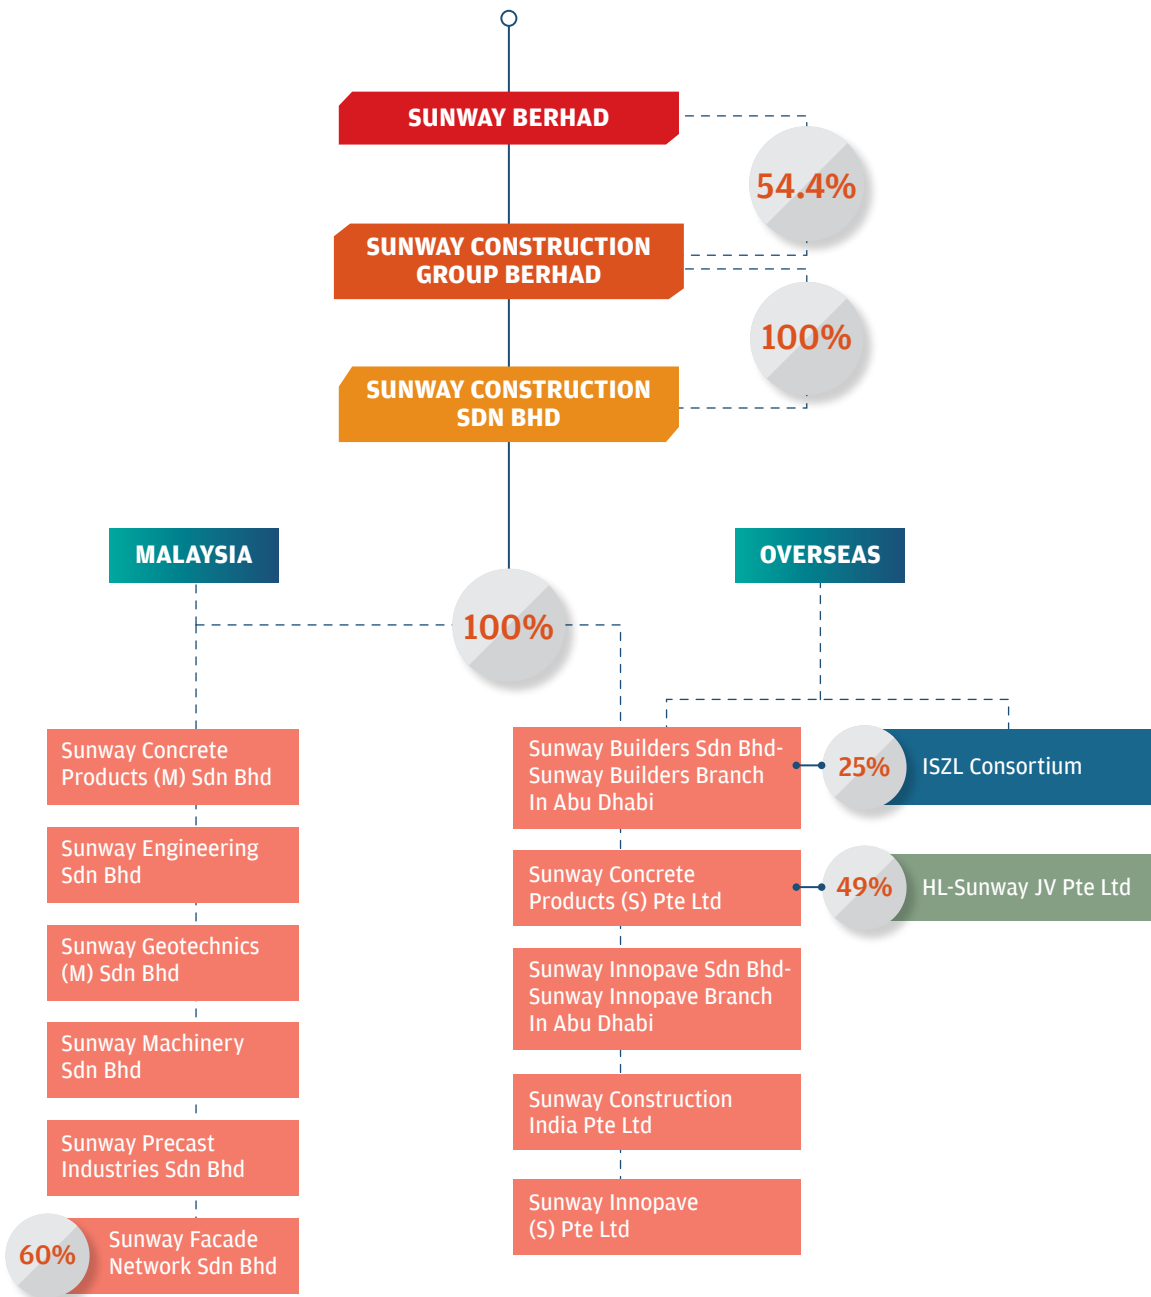 SUNWAY BERHAD
54.4%
SUNWAY CONSTRUCTION
GROUP BERHAD
100%
SUNWAY CONSTRUCTION
SDN BHD
MALAYSIA
OVERSEAS
100%
Sunway Concrete
Products (M) Sdn Bhd
Sunway Engineering
Sdn Bhd
Sunway Geotechnics
(M) Sdn Bhd
Sunway Machinery
Sdn Bhd
Sunway Precast
Industries Sdn Bhd
60%
Sunway Facade
Network Sdn Bhd
Sunway Builders Sdn Bhd-
Sunway Builders Branch
In Abu Dhabi
25%
ISZL Consortium
Sunway Concrete
Products (S) Pte Ltd
49%
HL-Sunway JV Pte Ltd
Sunway Innopave Sdn Bhd-
Sunway Innopave Branch
In Abu Dhabi
Sunway Construction
India Pte Ltd
Sunway Innopave
(S) Pte Ltd